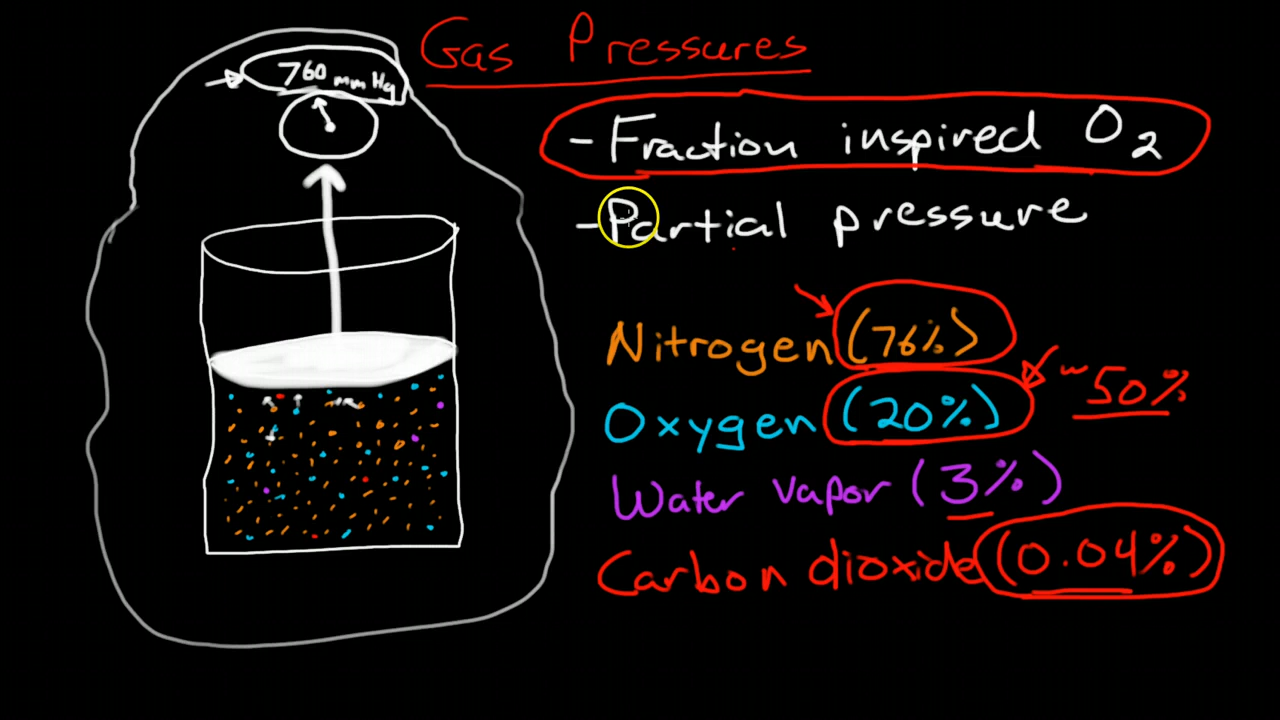 Gas Pressures
760 mm Hg
- Fraction inspired O2
- Partial pressure
Nitrogen (76%)
Oxygen (20%) ~50%
Water vapor (3%)
Carbon dioxide (0.04%)